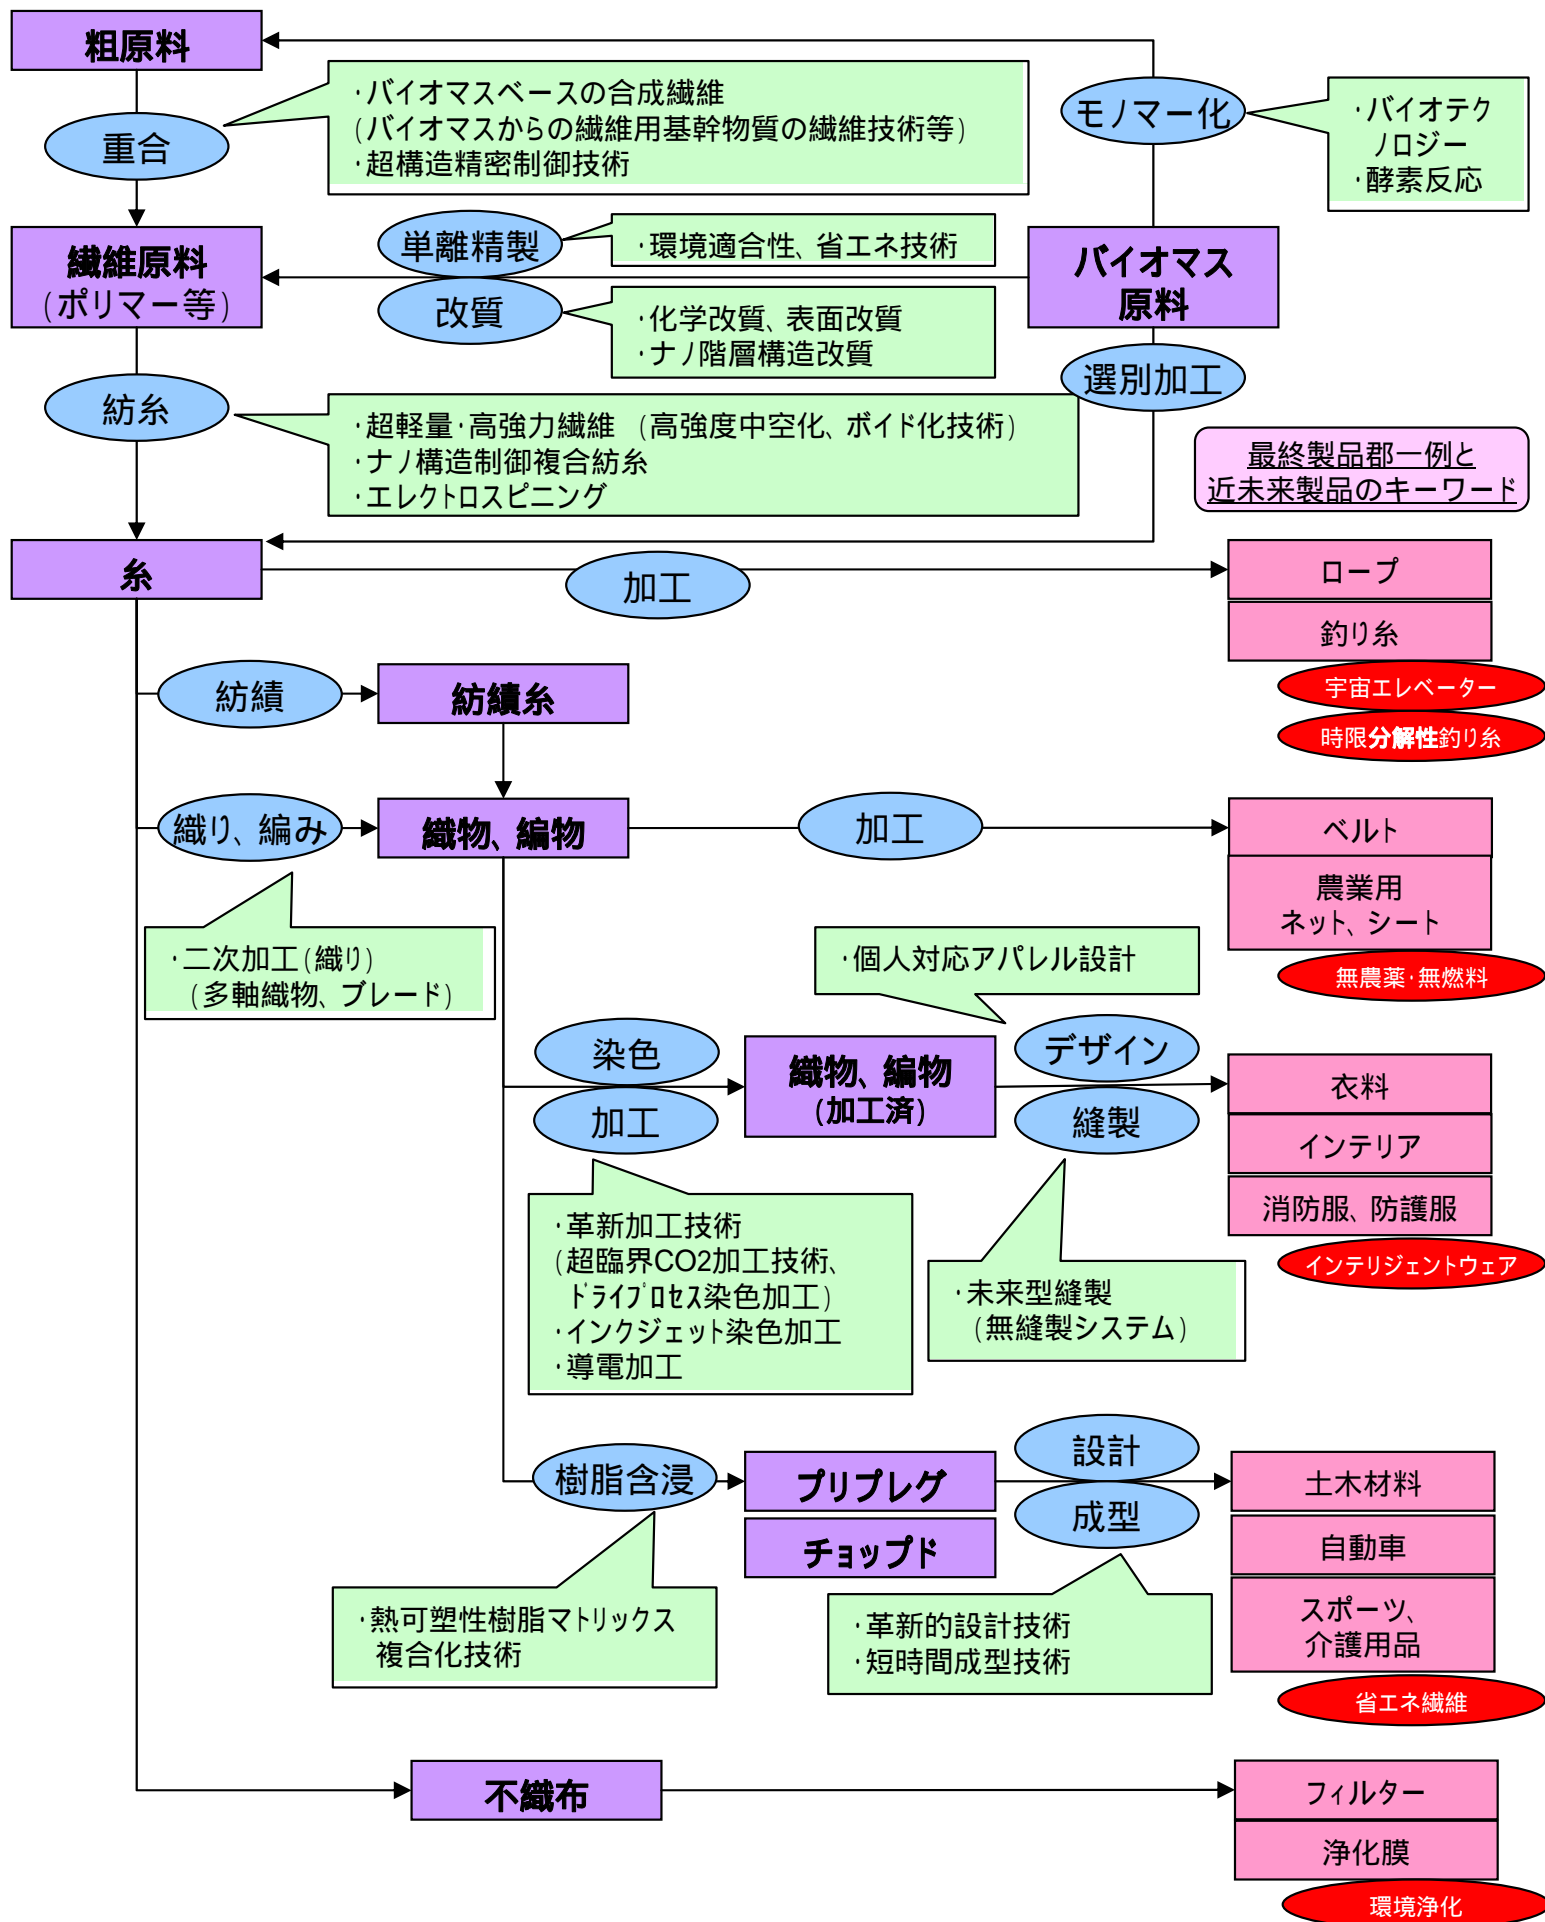 粗原料
・バイオマスベースの合成繊維
(バイオマスからの繊維用基幹物質の繊維技術等)
・超構造精密制御技術
モノマー化
・バイオテク
ノロジー
・酵素反応
重合
単離精製
・環境適合性、省エネ技術
繊維原料
(ポリマー等)
バイオマス
原料
改質
・化学改質、表面改質
・ナノ階層構造改質
選別加工
紡糸
・超軽量・高強力繊維 (高強度中空化、ボイド化技術)
・ナノ構造制御複合紡糸
・エレクトロスピニング
最終製品郡一例と
近未来製品のキーワード
糸
加工
ロープ
釣り糸
宇宙エレベーター
時限分解性釣り糸
紡績
紡績糸
織り、編み
織物、編物
加工
ベルト
農業用
ネット、シート
無農薬・無燃料
・二次加工(織り)
(多軸織物、ブレード)
・個人対応アパレル設計
染色
加工
織物、編物
(加工済)
デザイン
縫製
衣料
インテリア
消防服、防護服
インテリジェントウェア
・革新加工技術
(超臨界CO2加工技術、
ドライプロセス染色加工)
・インクジェット染色加工
・導電加工
・未来型縫製
(無縫製システム)
樹脂含浸
プリプレグ
チョップド
設計
成型
土木材料
自動車
スポーツ、
介護用品
省エネ繊維
・熱可塑性樹脂マトリックス
複合化技術
・革新的設計技術
・短時間成型技術
不織布
フィルター
浄化膜
環境浄化